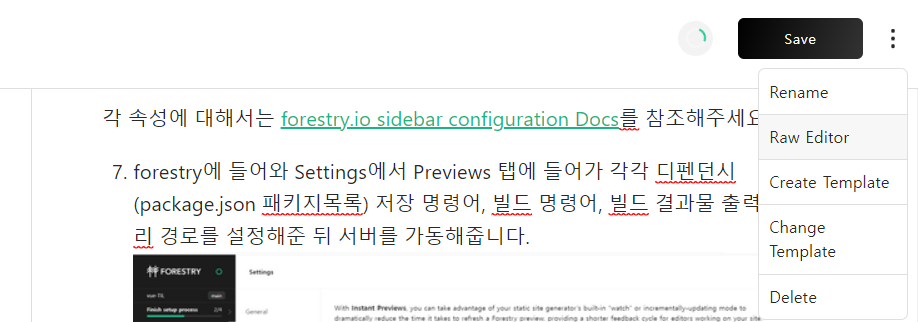 Save
Rename
Raw Editor
Create Template
Change
Template
Delete
각 속성에 대해서는 forestry.io sidebar configuration Docs를 참조해주세요
7. forestry에 들어와 Settings에서 Previews 탭에 들어가 각각 디펜던시
(package.json 패키지목록) 저장 명령어, 빌드 명령어, 빌드 결과물 출력
리 경로를 설정해준 뒤 서버를 가동해줍니다.
FORESTRY
Settings
vue-TIL
main
Finish setup process
2/4
General
With Instant Previews, you can take advantage of your static site generator's built-in "watch" or incrementally-updating mode to
dramatically reduce the time it takes to refresh a Forestry preview, providing a shorter feedback cycle for editors working on your site.